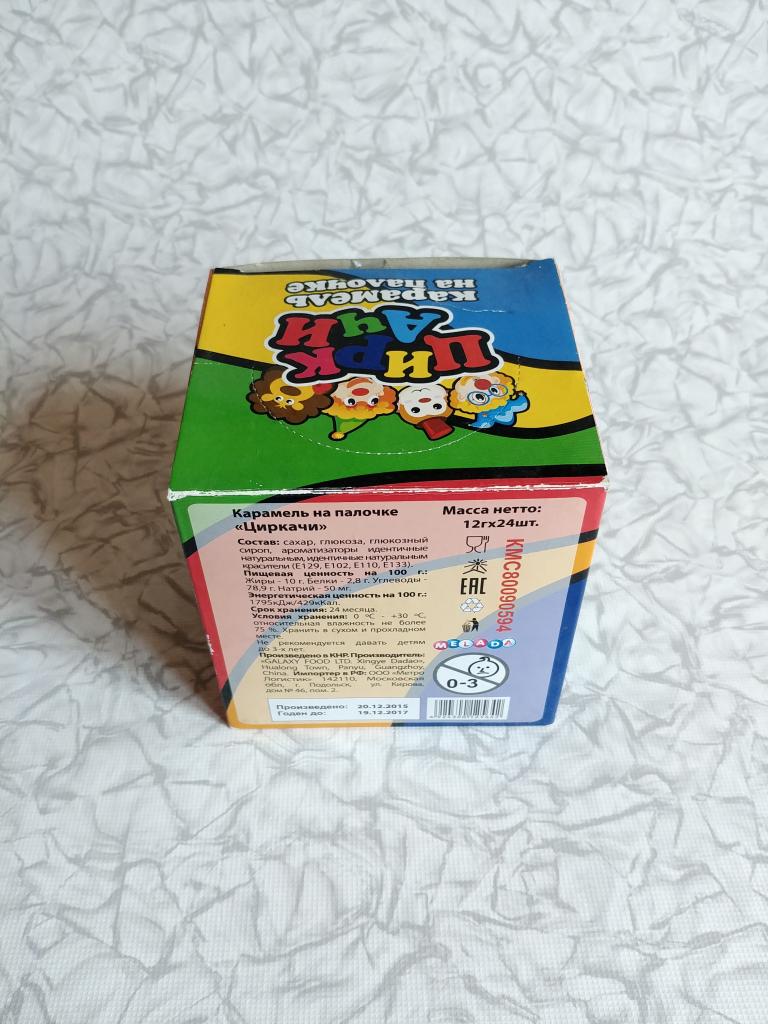 карамель
на палочке
ЦИРК
АЧИ
Карамель на палочке
«Циркачи»
Масса нетто:
12гх24шт.
Состав: сахар, глюкоза, глюкозный
сироп, ароматизаторы идентичные
натуральным, идентичные натуральным
красители (Е129, Е102, Е110, Е133).
Пищевая ценность на 100 г.:
Жиры - 10 г. Белки - 2,8 г. Углеводы -
78,9 г. Натрий - 50 мг.
Энергетическая ценность на 100 г.:
1795кДж/429кКал.
Срок хранения: 24 месяца.
Условия хранения: 0 °С - +30 °С,
относительная влажность не более
75 %. Хранить в сухом и прохладном
месте.
Не рекомендуется давать детям
до 3-х лет.
Произведено в КНР. Производитель:
«GALAXY FOOD LTD. Xingye Dadao»,
Hualong Town, Panyu, Guangzhoy,
China. Импортер в РФ: ООО «Метро
Логистик» 142110, Московская
обл, г. Подольск, ул. Кирова,
дом № 46, пом. 2.
Произведено: 20.12.2015
Годен до: 19.12.2017
KMC80090594
EAC
MELADA
0-3